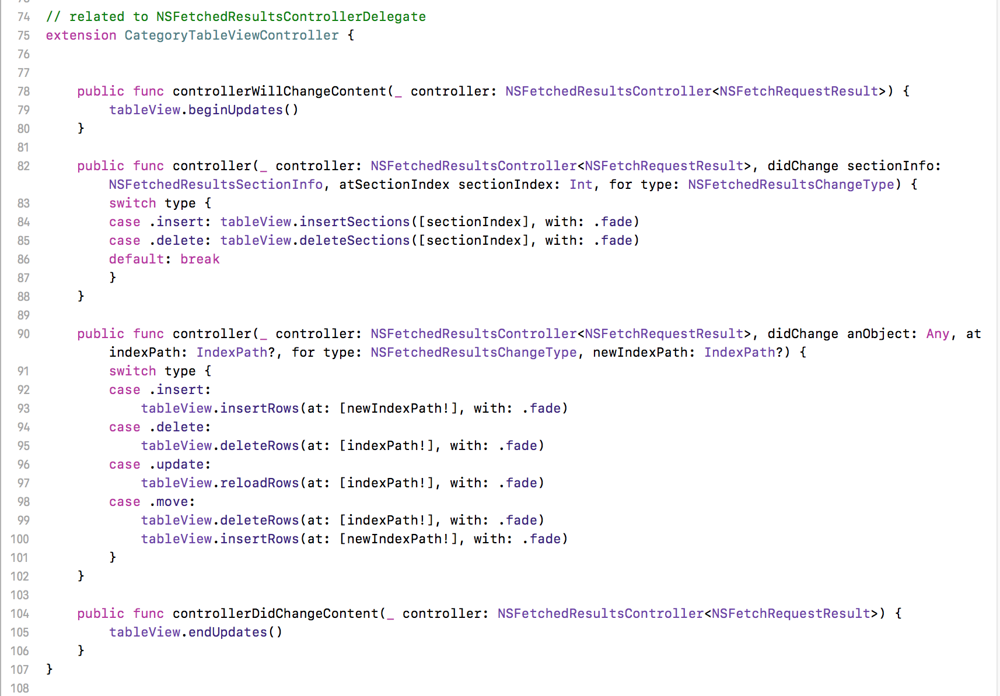 74 // related to NSFetchedResultsControllerDelegate
75 extension CategoryTableViewController {
76
77
78     public func controllerWillChangeContent(_ controller: NSFetchedResultsController<NSFetchRequestResult>) {
79         tableView.beginUpdates()
80     }
81
82     public func controller(_ controller: NSFetchedResultsController<NSFetchRequestResult>, didChange sectionInfo:
        NSFetchedResultsSectionInfo, atSectionIndex sectionIndex: Int, for type: NSFetchedResultsChangeType) {
83         switch type {
84         case .insert: tableView.insertSections([sectionIndex], with: .fade)
85         case .delete: tableView.deleteSections([sectionIndex], with: .fade)
86         default: break
87         }
88     }
89
90     public func controller(_ controller: NSFetchedResultsController<NSFetchRequestResult>, didChange anObject: Any, at
        indexPath: IndexPath?, for type: NSFetchedResultsChangeType, newIndexPath: IndexPath?) {
91         switch type {
92         case .insert:
93             tableView.insertRows(at: [newIndexPath!], with: .fade)
94         case .delete:
95             tableView.deleteRows(at: [indexPath!], with: .fade)
96         case .update:
97             tableView.reloadRows(at: [indexPath!], with: .fade)
98         case .move:
99             tableView.deleteRows(at: [indexPath!], with: .fade)
100             tableView.insertRows(at: [newIndexPath!], with: .fade)
101         }
102     }
103
104     public func controllerDidChangeContent(_ controller: NSFetchedResultsController<NSFetchRequestResult>) {
105         tableView.endUpdates()
106     }
107 }
108